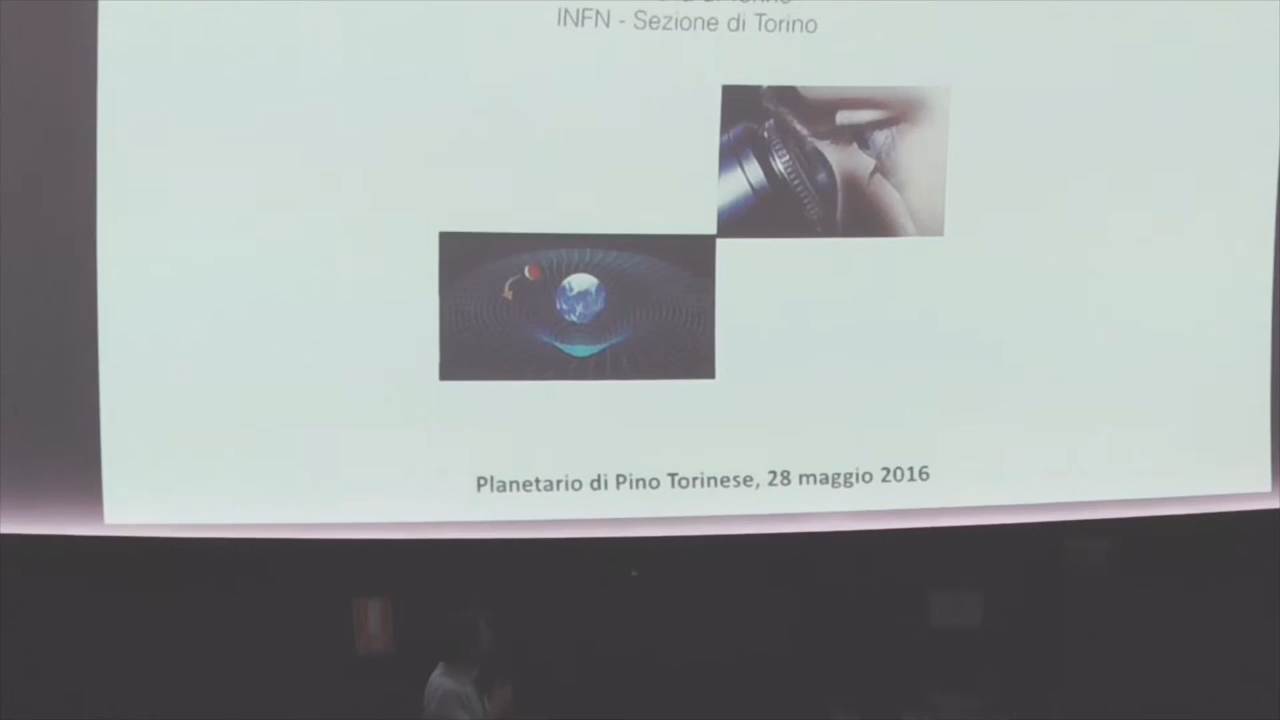 INFN - Sezione di Torino
Planetario di Pino Torinese, 28 maggio 2016